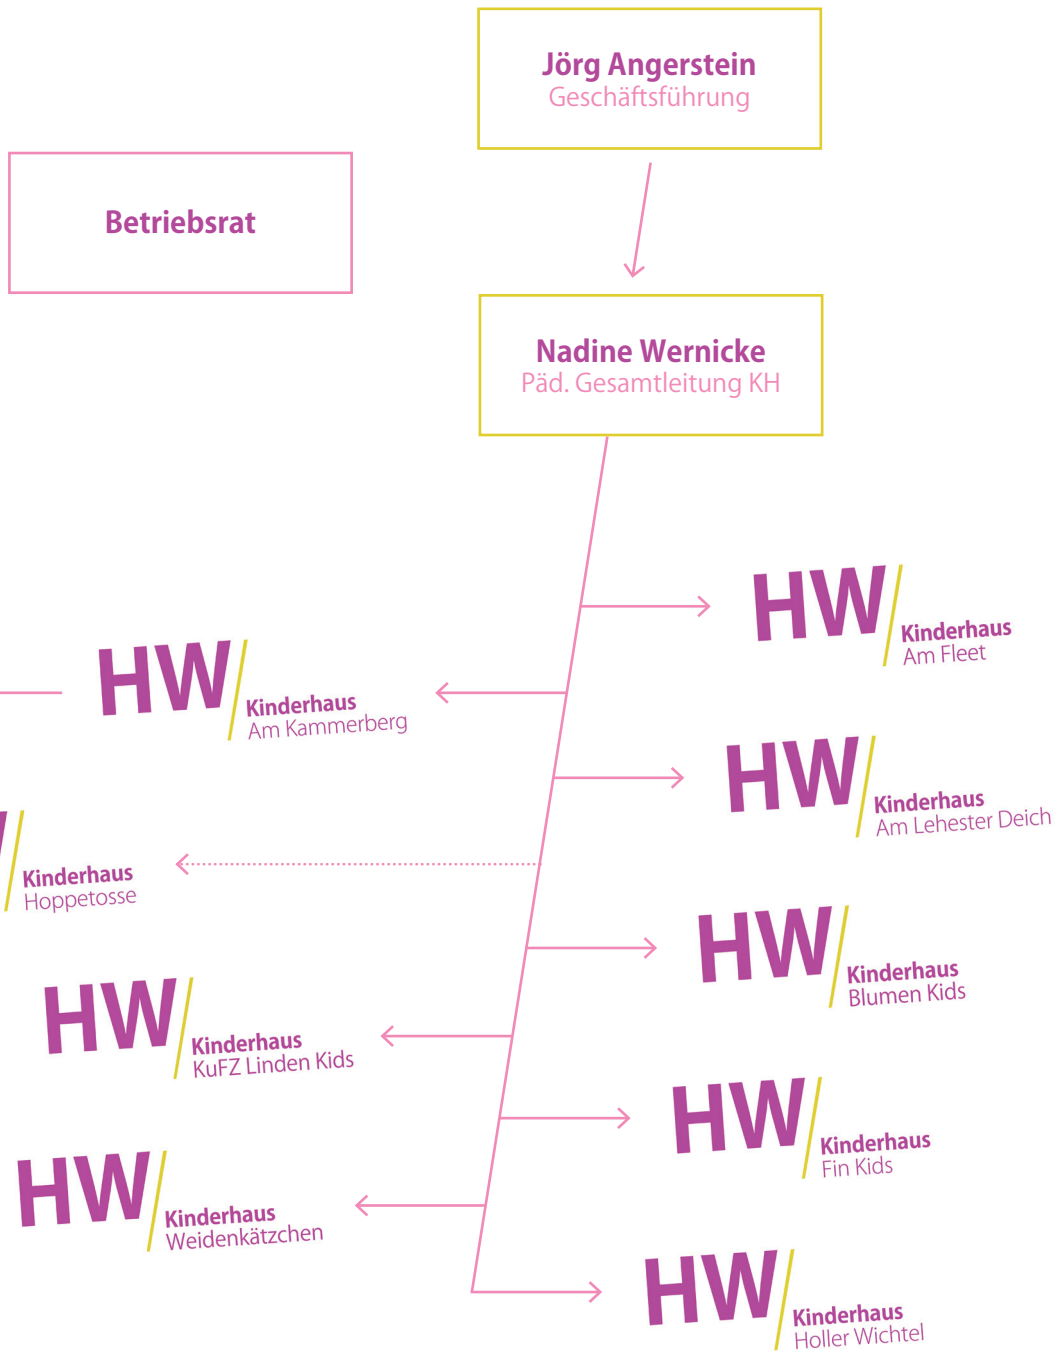 Jörg Angerstein
Geschäftsführung
Betriebsrat
Nadine Wernicke
Päd. Gesamtleitung KH
HW
Kinderhaus
Am Fleet
HW
Kinderhaus
Am Kammerberg
HW
Kinderhaus
Am Lehester Deich
Kinderhaus
Hoppetosse
HW
Kinderhaus
Blumen Kids
HW
Kinderhaus
KuFZ Linden Kids
HW
Kinderhaus
Fin Kids
HW
Kinderhaus
Weidenkätzchen
HW
Kinderhaus
Holler Wichtel